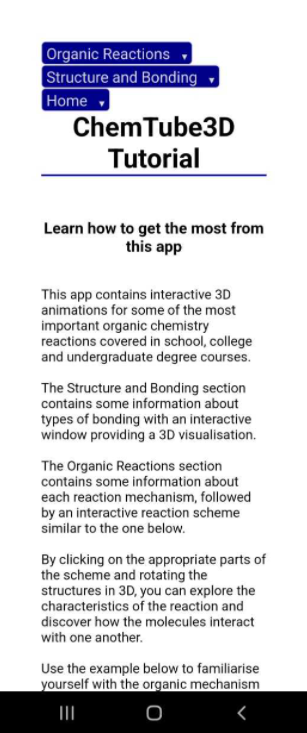 Organic Reactions
Structure and Bonding
Home
ChemTube3D
Tutorial
Learn how to get the most from
this app
This app contains interactive 3D
animations for some of the most
important organic chemistry
reactions covered in school, college
and undergraduate degree courses.
The Structure and Bonding section
contains some information about
types of bonding with an interactive
window providing a 3D visualisation.
The Organic Reactions section
contains some information about
each reaction mechanism, followed
by an interactive reaction scheme
similar to the one below.
By clicking on the appropriate parts of
the scheme and rotating the
structures in 3D, you can explore the
characteristics of the reaction and
discover how the molecules interact
with one another.
Use the example below to familiarise
yourself with the organic mechanism